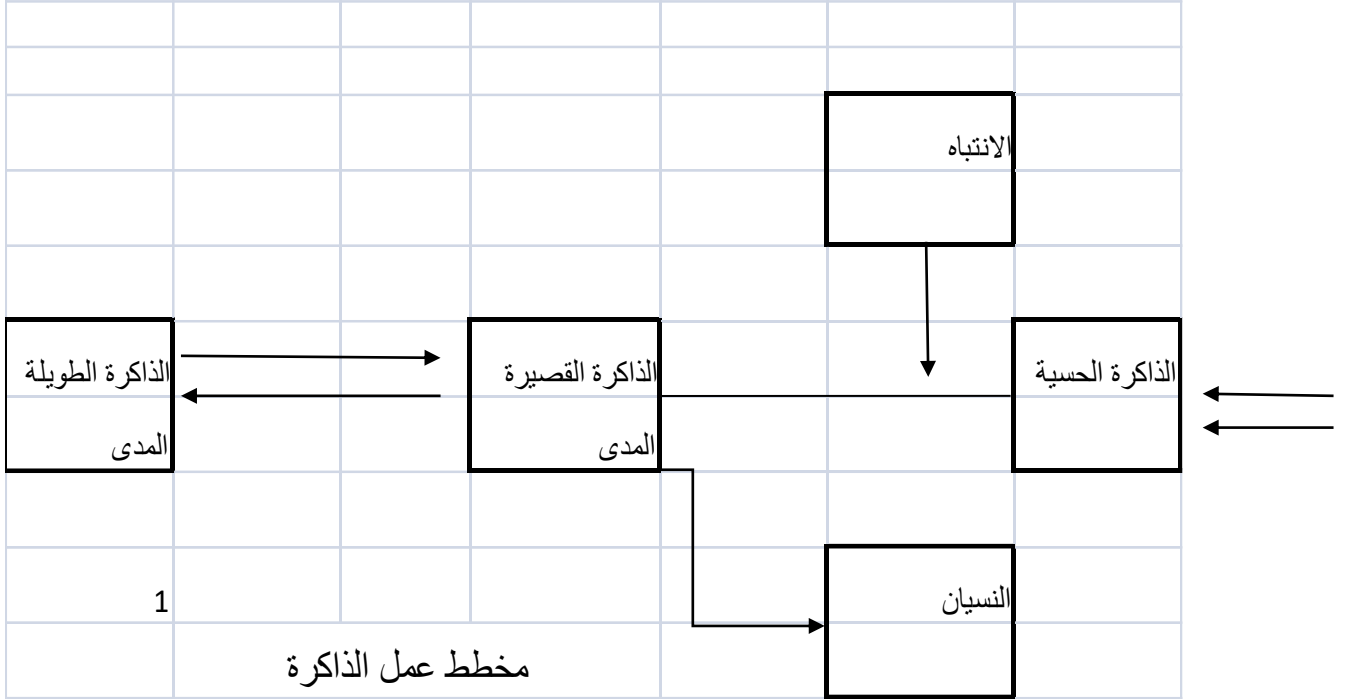 الانتباه
الذاكرة الحسية
الذاكرة القصيرة
المدى
الذاكرة الطويلة
المدى
النسيان
1
مخطط عمل الذاكرة